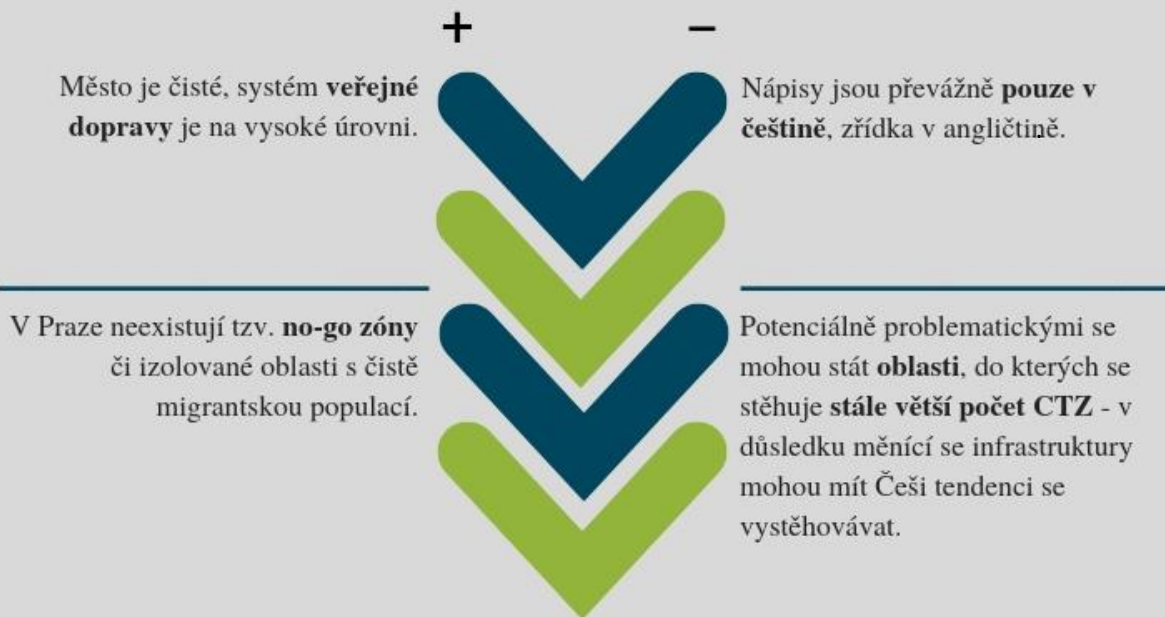 +
−
Město je čisté, systém veřejné
dopravy je na vysoké úrovni.
Nápisy jsou převážně pouze v
češtině, zřídka v angličtině.
V Praze neexistují tzv. no-go zóny
či izolované oblasti s čistě
migrantskou populací.
Potenciálně problematickými se
mohou stát oblasti, do kterých se
stěhuje stále větší počet CTZ - v
důsledku měnící se infrastruktury
mohou mít Češi tendenci se
vystěhovávat.